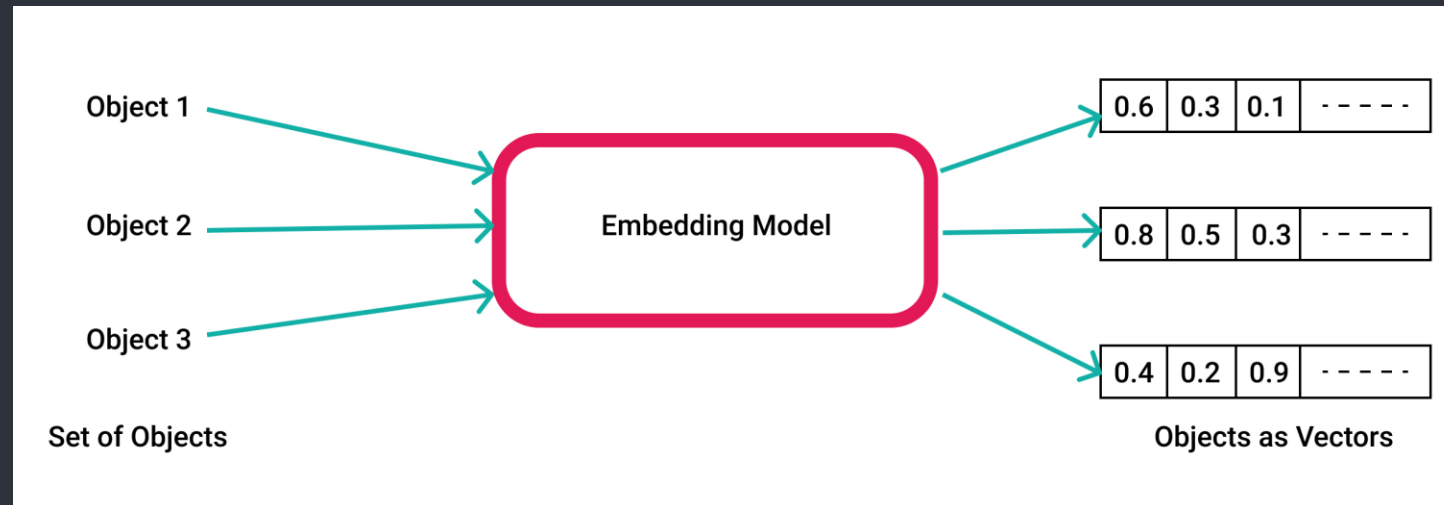 Object 1
Object 2
Object 3
Set of Objects
Embedding Model
0.6 0.3 0.1 - - - - -
0.8 0.5 0.3 - - - - -
0.4 0.2 0.9 - - - - -
Objects as Vectors